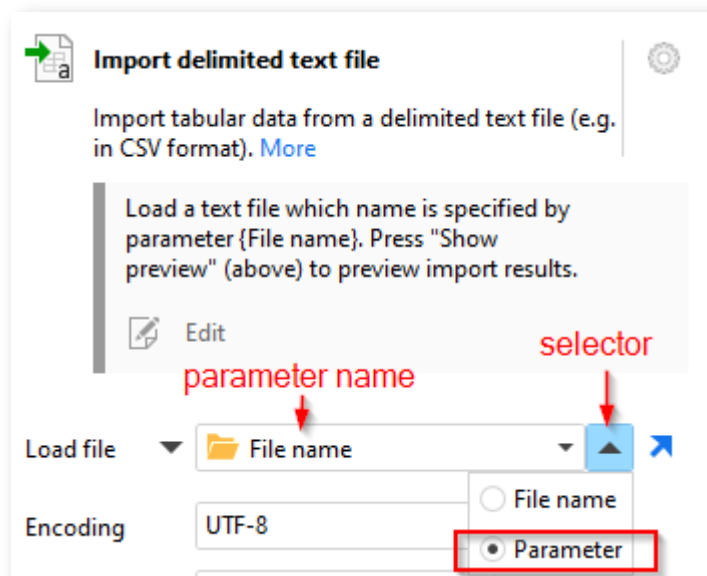 a
Import delimited text file
Import tabular data from a delimited text file (e.g.
in CSV format). More
Load a text file which name is specified by
parameter {File name}. Press "Show
preview" (above) to preview import results.
Edit
selector
parameter name
Load file File name
File name
Encoding UTF-8
Parameter